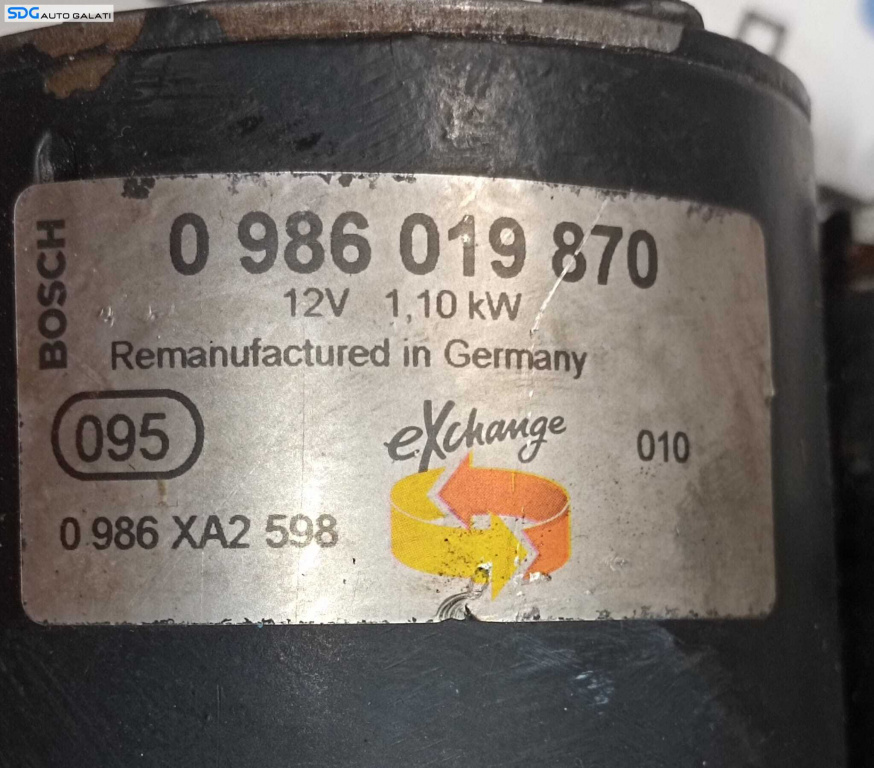 SDG AUTO GALATI
BOSCH
0 986 019 870
12V 1,10 kW
Remanufactured in Germany
095
eXchange
010
0 986 XA2 598